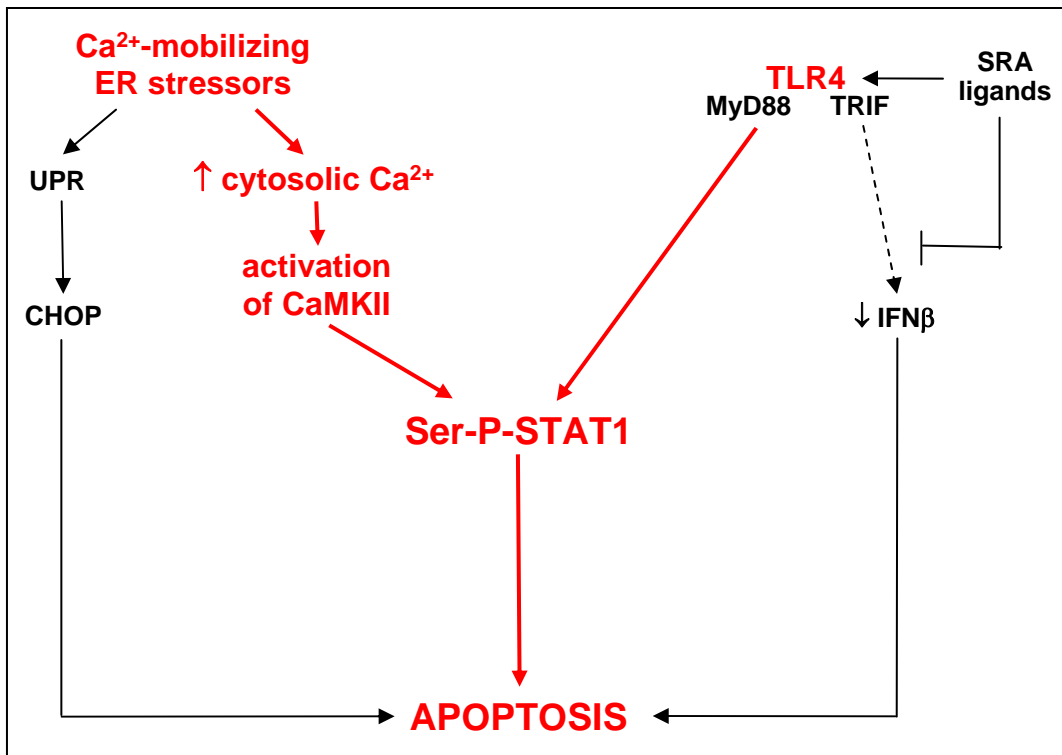 Ca²⁺-mobilizing
ER stressors
TLR4
MyD88 TRIF
SRA
ligands
UPR
↑ cytosolic Ca²⁺
activation
of CaMKII
CHOP
↓ IFNβ
Ser-P-STAT1
APOPTOSIS